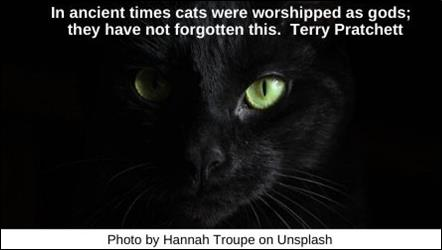 In ancient times cats were worshipped as gods;
they have not forgotten this.  Terry Pratchett
Photo by Hannah Troupe on Unsplash